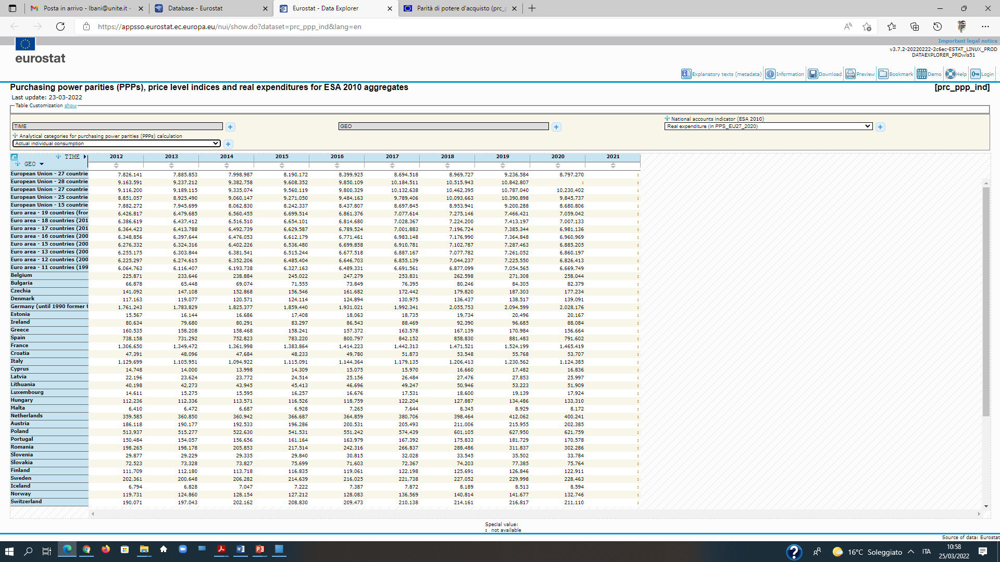 Posta in arrivo - lbani@unite.it -
Database - Eurostat
Eurostat - Data Explorer
Parità di potere d'acquisto (prc_p
https://appsso.eurostat.ec.europa.eu/nui/show.do?dataset=prc_ppp_ind&lang=en
Important legal notice
eurostat
v3.7.2-20220222-2c6ec-ESTAT_LINUX_PROD
DATAEXPLORER_PRDwls51
Explanatory texts (metadata) Information Download Preview Bookmark Demo Help Login
Purchasing power parities (PPPs), price level indices and real expenditures for ESA 2010 aggregates [prc_ppp_ind]
Last update: 23-03-2022
Table Customization show
National accounts indicator (ESA 2010)
TIME + GEO + Real expenditure (in PPS_EU27_2020) +
Analytical categories for purchasing power parities (PPPs) calculation
Actual individual consumption +
TIME 2012 2013 2014 2015 2016 2017 2018 2019 2020 2021
GEO
European Union - 27 countrie 7,826,141 7,885,853 7,998,987 8,190,172 8,399,925 8,694,518 8,969,727 9,236,584 8,797,270 :
European Union - 28 countrie 9,163,591 9,237,212 9,382,758 9,608,352 9,850,109 10,184,511 10,515,943 10,842,807 : :
European Union - 27 countrie 9,116,200 9,189,115 9,335,074 9,560,119 9,800,329 10,132,638 10,462,395 10,787,040 10,230,402 :
European Union - 25 countrie 8,851,057 8,925,490 9,060,147 9,271,050 9,484,163 9,789,406 10,093,663 10,390,898 9,845,737 :
European Union - 15 countrie 7,882,272 7,945,699 8,062,830 8,242,337 8,437,807 8,697,845 8,953,941 9,200,288 8,680,806 :
Euro area - 19 countries (fror 6,426,817 6,479,685 6,560,455 6,699,514 6,861,376 7,077,614 7,275,146 7,466,421 7,059,042 :
Euro area - 18 countries (201 6,386,619 6,437,412 6,516,510 6,654,101 6,814,680 7,028,367 7,224,200 7,413,197 7,007,133 :
Euro area - 17 countries (201 6,364,423 6,413,788 6,492,739 6,629,587 6,789,524 7,001,883 7,196,724 7,385,344 6,981,136 :
Euro area - 16 countries (200 6,348,856 6,397,644 6,476,053 6,612,179 6,771,461 6,983,148 7,176,990 7,364,848 6,960,969 :
Euro area - 15 countries (200 6,276,332 6,324,316 6,402,226 6,536,480 6,699,858 6,910,781 7,102,787 7,287,463 6,885,205 :
Euro area - 13 countries (200 6,255,175 6,303,844 6,381,541 6,515,244 6,677,518 6,887,167 7,077,782 7,261,052 6,860,197 :
Euro area - 12 countries (200 6,225,297 6,274,615 6,352,206 6,485,404 6,646,703 6,855,139 7,044,237 7,225,550 6,826,413 :
Euro area - 11 countries (199 6,064,763 6,116,407 6,193,738 6,327,163 6,489,331 6,691,561 6,877,099 7,054,565 6,669,749 :
Belgium 225,871 233,646 238,884 245,022 247,279 253,831 262,598 271,308 258,044 :
Bulgaria 66,878 65,448 69,074 71,555 73,849 76,395 80,246 84,305 82,379 :
Czechia 141,092 147,108 152,868 156,546 161,682 172,442 179,820 187,303 177,234 :
Denmark 117,163 119,077 120,571 124,114 124,894 130,975 136,437 138,517 139,091 :
Germany (until 1990 former t 1,761,243 1,783,829 1,825,377 1,859,440 1,931,021 1,992,341 2,055,753 2,094,599 2,028,176 :
Estonia 15,567 16,144 16,686 17,408 18,063 18,735 19,734 20,496 20,167 :
Ireland 80,634 79,680 80,291 83,297 86,543 88,469 92,390 96,685 88,084 :
Greece 160,535 158,208 158,468 158,241 157,372 163,578 167,139 170,984 156,664 :
Spain 738,158 731,292 752,823 783,220 800,797 842,152 858,830 881,483 791,602 :
France 1,306,650 1,349,472 1,361,998 1,383,864 1,414,223 1,442,313 1,471,521 1,524,199 1,465,419 :
Croatia 47,391 48,096 47,684 48,233 49,780 51,873 53,548 55,768 53,707 :
Italy 1,129,699 1,105,951 1,094,922 1,115,091 1,144,364 1,179,135 1,206,413 1,230,562 1,124,385 :
Cyprus 14,748 14,000 13,998 14,309 15,075 15,970 16,660 17,482 16,836 :
Latvia 22,196 23,624 23,772 24,514 25,156 26,484 27,476 27,853 25,997 :
Lithuania 40,198 42,273 43,945 45,413 46,696 49,247 50,946 53,223 51,909 :
Luxembourg 14,611 15,275 15,595 16,257 16,676 17,531 18,600 19,139 17,924 :
Hungary 112,236 112,336 113,571 116,526 118,759 122,204 127,887 134,486 133,310 :
Malta 6,410 6,472 6,687 6,928 7,265 7,644 8,345 8,929 8,172 :
Netherlands 359,585 360,850 360,942 366,687 364,859 380,706 398,464 412,062 400,241 :
Austria 186,118 190,177 192,533 196,286 200,531 205,493 211,006 215,955 202,385 :
Poland 513,937 515,277 522,630 541,531 551,242 574,439 601,105 627,950 621,759 :
Portugal 150,484 154,057 156,656 161,164 163,979 167,392 175,833 181,729 170,578 :
Romania 198,265 198,178 205,853 217,514 242,316 266,837 288,486 311,837 302,286 :
Slovenia 29,877 29,229 29,335 29,840 30,815 32,028 33,545 35,502 33,784 :
Slovakia 72,523 73,328 73,827 75,699 71,603 72,367 74,203 77,385 75,764 :
Finland 111,709 112,180 113,718 116,835 119,061 122,198 125,691 126,846 122,911 :
Sweden 202,361 200,648 206,282 214,639 216,025 221,738 227,052 229,998 228,463 :
Iceland 6,794 6,828 7,047 7,222 7,387 7,872 8,189 8,513 8,594 :
Norway 119,731 124,860 128,154 127,212 128,083 136,569 140,814 141,677 132,746 :
Switzerland 190,071 197,043 202,162 208,830 209,473 210,138 214,161 216,817 211,110 :
Special value:
: not available
Source of data: Eurostat
16°C Soleggiato ITA 10:58
25/03/2022